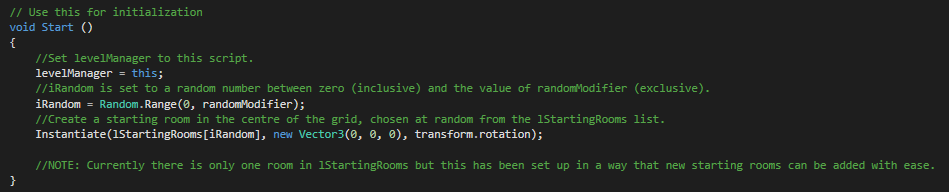 // Use this for initialization
void Start ()
{
    //Set levelManager to this script.
    levelManager = this;
    //iRandom is set to a random number between zero (inclusive) and the value of randomModifier (exclusive).
    iRandom = Random.Range(0, randomModifier);
    //Create a starting room in the centre of the grid, chosen at random from the lStartingRooms list.
    Instantiate(lStartingRooms[iRandom], new Vector3(0, 0, 0), transform.rotation);

    //NOTE: Currently there is only one room in lStartingRooms but this has been set up in a way that new starting rooms can be added with ease.
}